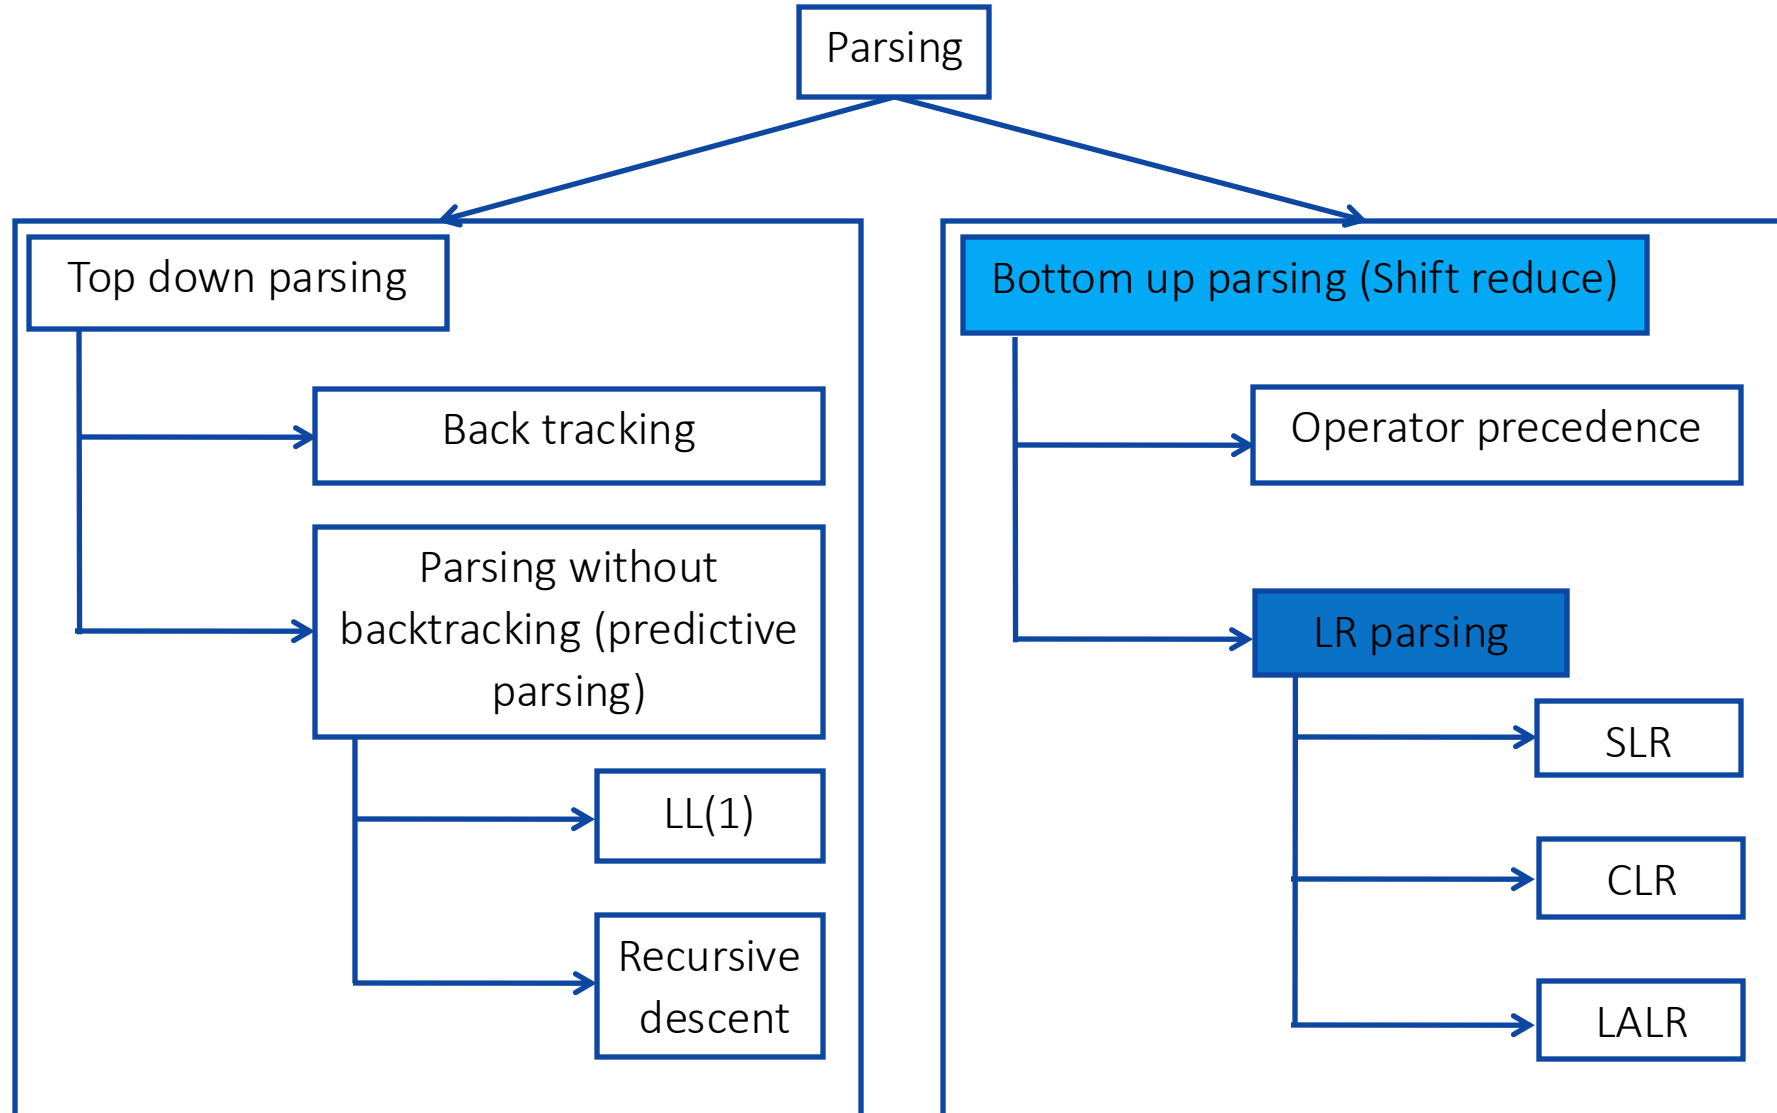 Parsing
Top down parsing
Back tracking
Parsing without
backtracking (predictive
parsing)
LL(1)
Recursive
descent
Bottom up parsing (Shift reduce)
Operator precedence
LR parsing
SLR
CLR
LALR